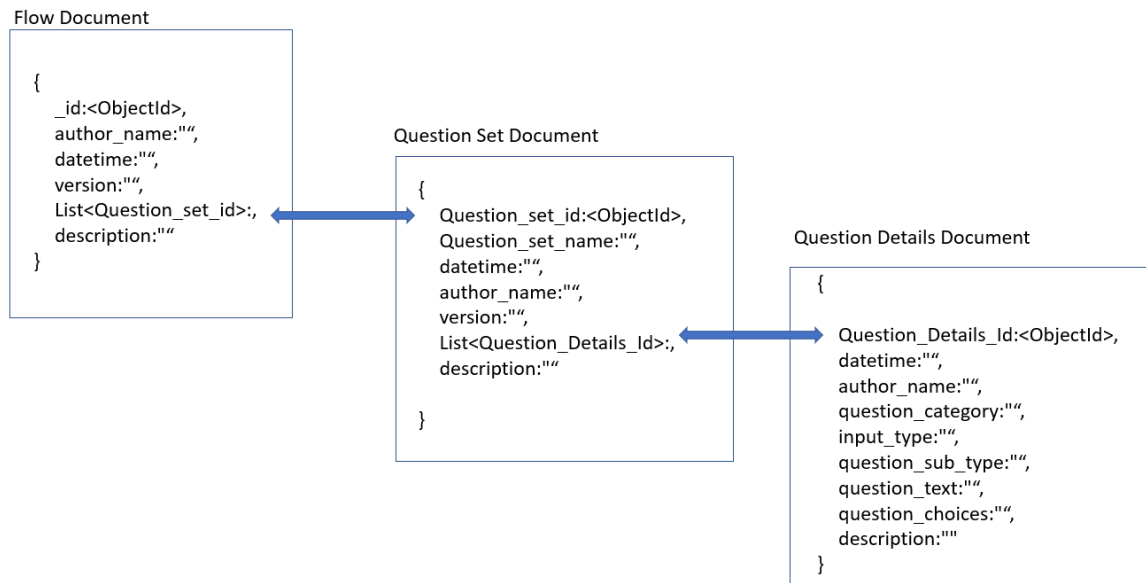 Flow Document
{
_id:<ObjectId>,
author_name:"“,
datetime:"“,
version:"“,
List<Question_set_id>:,
description:"“
}
Question Set Document
{
Question_set_id:<ObjectId>,
Question_set_name:"“,
datetime:"“,
author_name:"“,
version:"“,
List<Question_Details_Id>:,
description:"“
}
Question Details Document
{
Question_Details_Id:<ObjectId>,
datetime:"“,
author_name:"“,
question_category:"“,
input_type:"“,
question_sub_type:"“,
question_text:"“,
question_choices:"“,
description:""
}